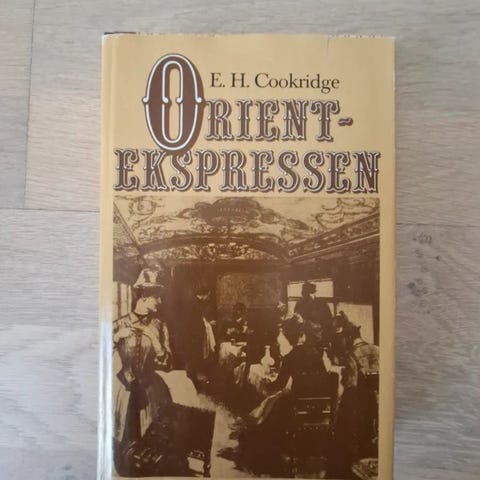 E. H. Cookridge
ORIENT-
EKSPRESSEN